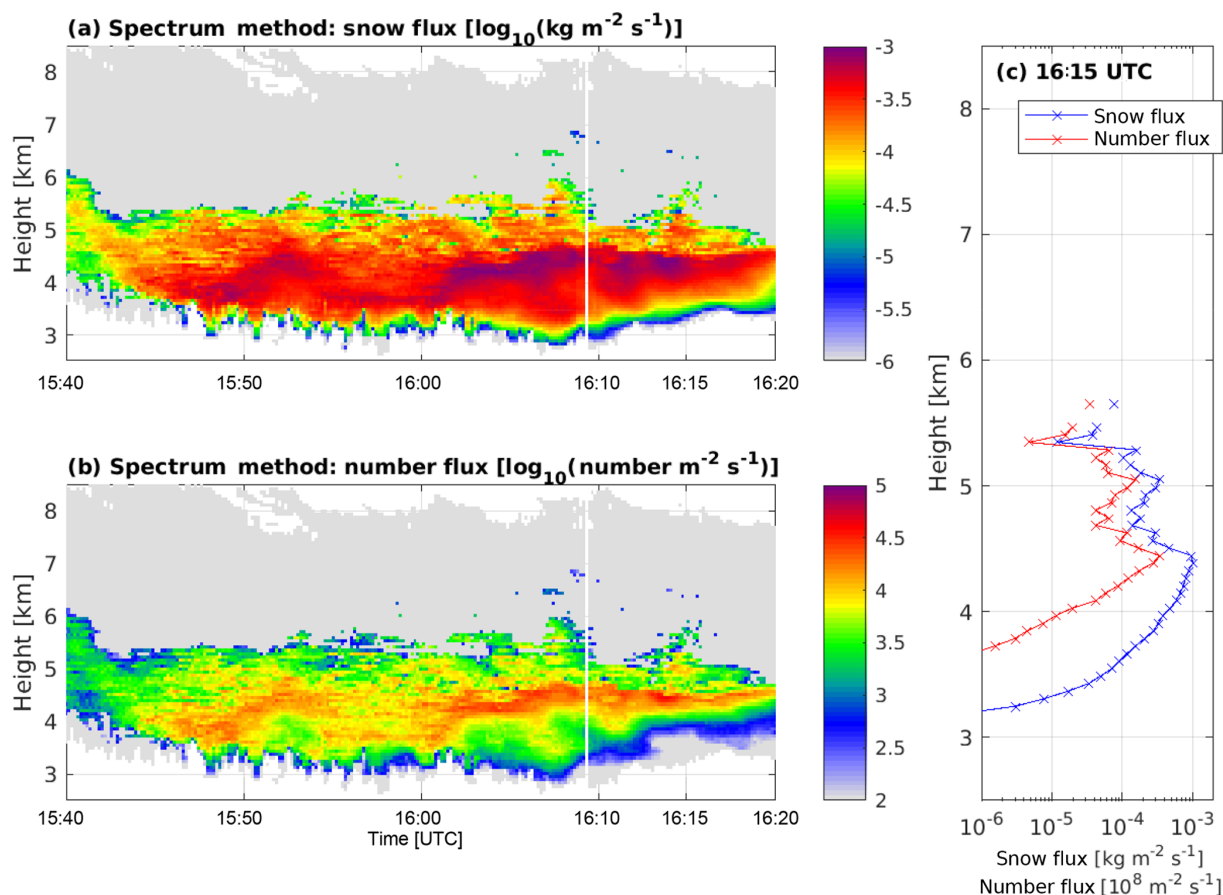 (a) Spectrum method: snow flux [log10(kg m-2 s-1)]
8
7
6
5
4
3
Height [km]
15:40 15:50 16:00 16:10 16:15 16:20
-3
-3.5
-4
-4.5
-5
-5.5
-6
(b) Spectrum method: number flux [log10(number m-2 s-1)]
8
7
6
5
4
3
Height [km]
15:40 15:50 16:00 16:10 16:15 16:20
Time [UTC]
5
4.5
4
3.5
3
2.5
2
(c) 16:15 UTC
Snow flux
Number flux
8
7
6
5
4
3
Height [km]
10-6 10-5 10-4 10-3
Snow flux [kg m-2 s-1]
Number flux [108 m-2 s-1]